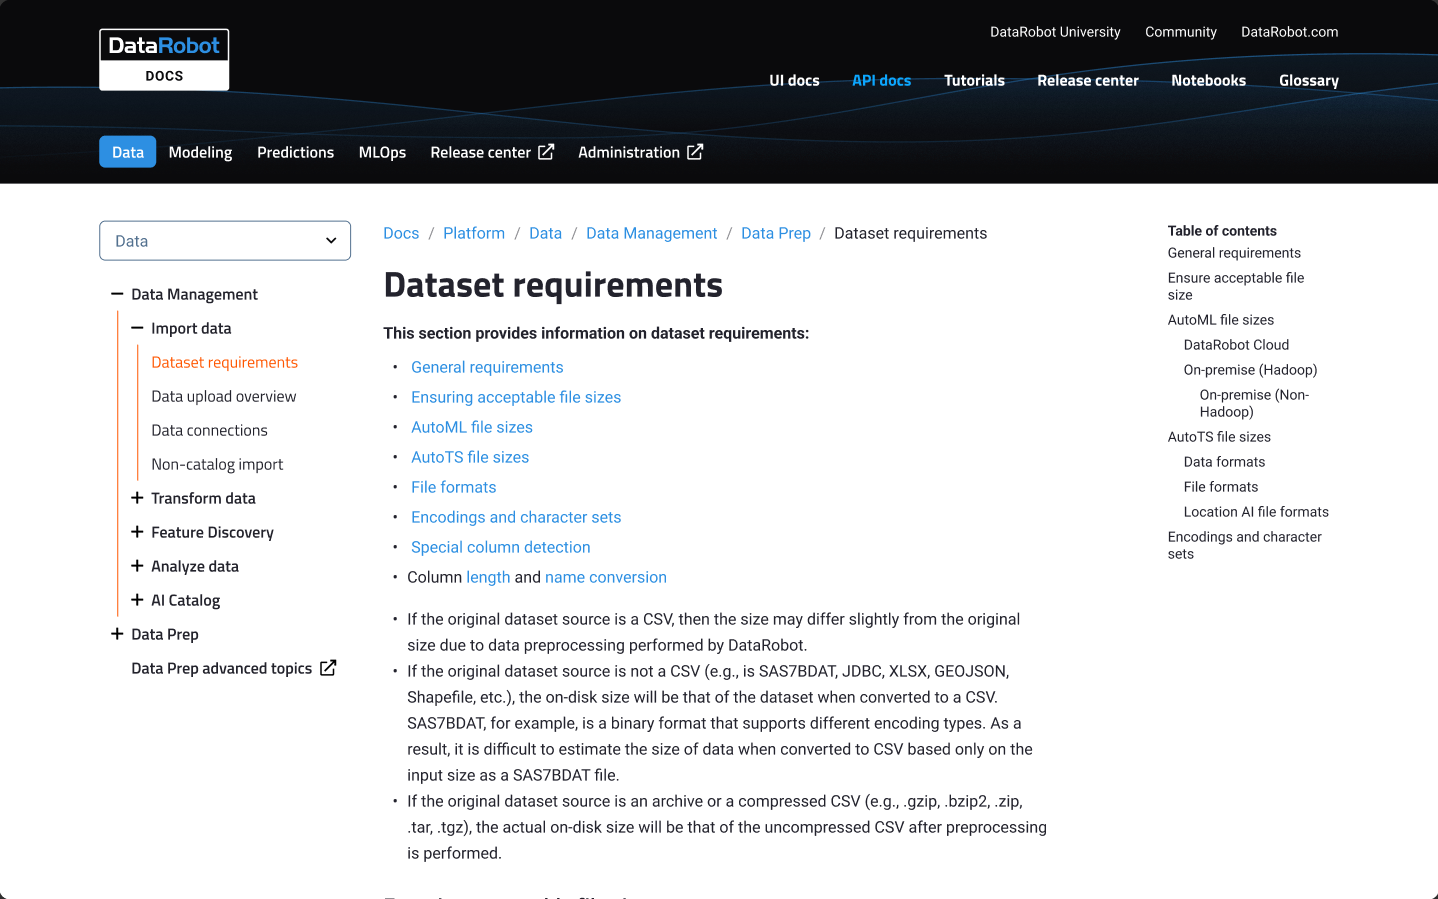 DataRobot
DOCS
DataRobot University Community DataRobot.com
UI docs API docs Tutorials Release center Notebooks Glossary
Data Modeling Predictions MLOps Release center Administration
Data
Data Management
Import data
Dataset requirements
Data upload overview
Data connections
Non-catalog import
Transform data
Feature Discovery
Analyze data
AI Catalog
Data Prep
Data Prep advanced topics
Docs / Platform / Data / Data Management / Data Prep / Dataset requirements
Dataset requirements
This section provides information on dataset requirements:
• General requirements
• Ensuring acceptable file sizes
• AutoML file sizes
• AutoTS file sizes
• File formats
• Encodings and character sets
• Special column detection
• Column length and name conversion
• If the original dataset source is a CSV, then the size may differ slightly from the original
size due to data preprocessing performed by DataRobot.
• If the original dataset source is not a CSV (e.g., is SAS7BDAT, JDBC, XLSX, GEOJSON,
Shapefile, etc.), the on-disk size will be that of the dataset when converted to a CSV.
SAS7BDAT, for example, is a binary format that supports different encoding types. As a
result, it is difficult to estimate the size of data when converted to CSV based only on the
input size as a SAS7BDAT file.
• If the original dataset source is an archive or a compressed CSV (e.g., .gzip, .bzip2, .zip,
.tar, .tgz), the actual on-disk size will be that of the uncompressed CSV after preprocessing
is performed.
Table of contents
General requirements
Ensure acceptable file
size
AutoML file sizes
DataRobot Cloud
On-premise (Hadoop)
On-premise (Non-
Hadoop)
AutoTS file sizes
Data formats
File formats
Location AI file formats
Encodings and character
sets